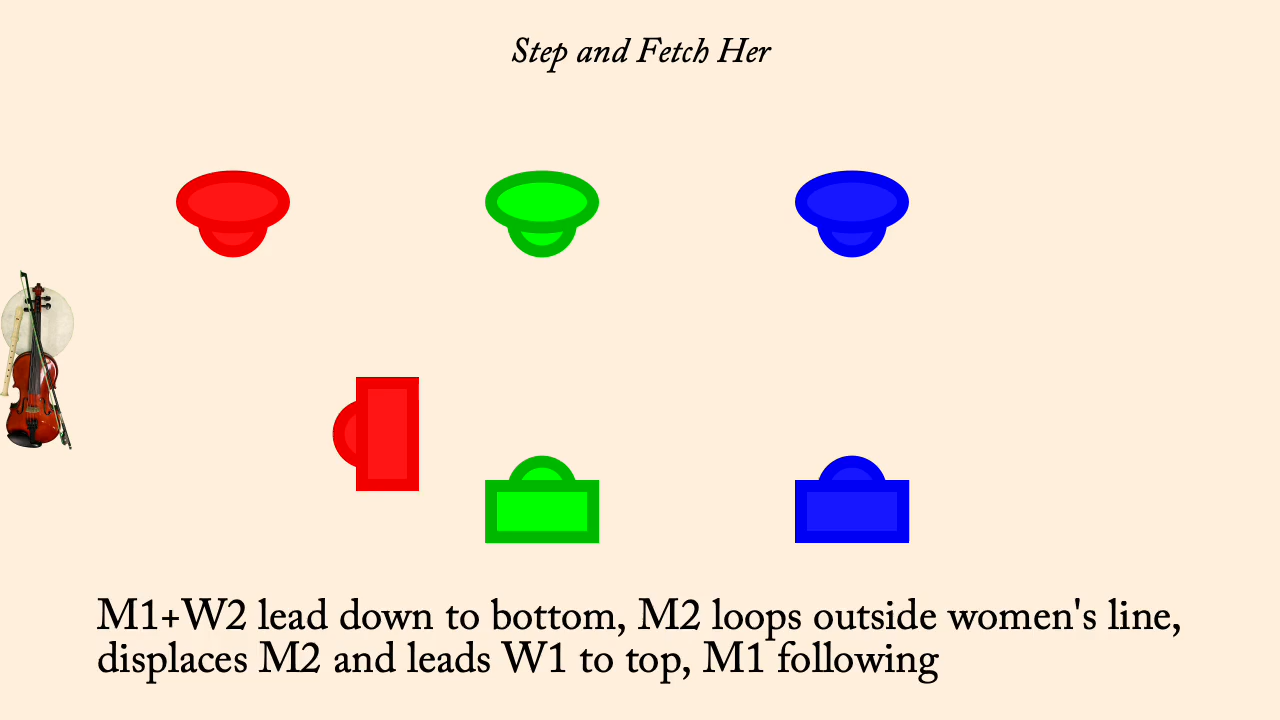 Step and Fetch Her
M1+W2 lead down to bottom, M2 loops outside women's line,
displaces M2 and leads W1 to top, M1 following